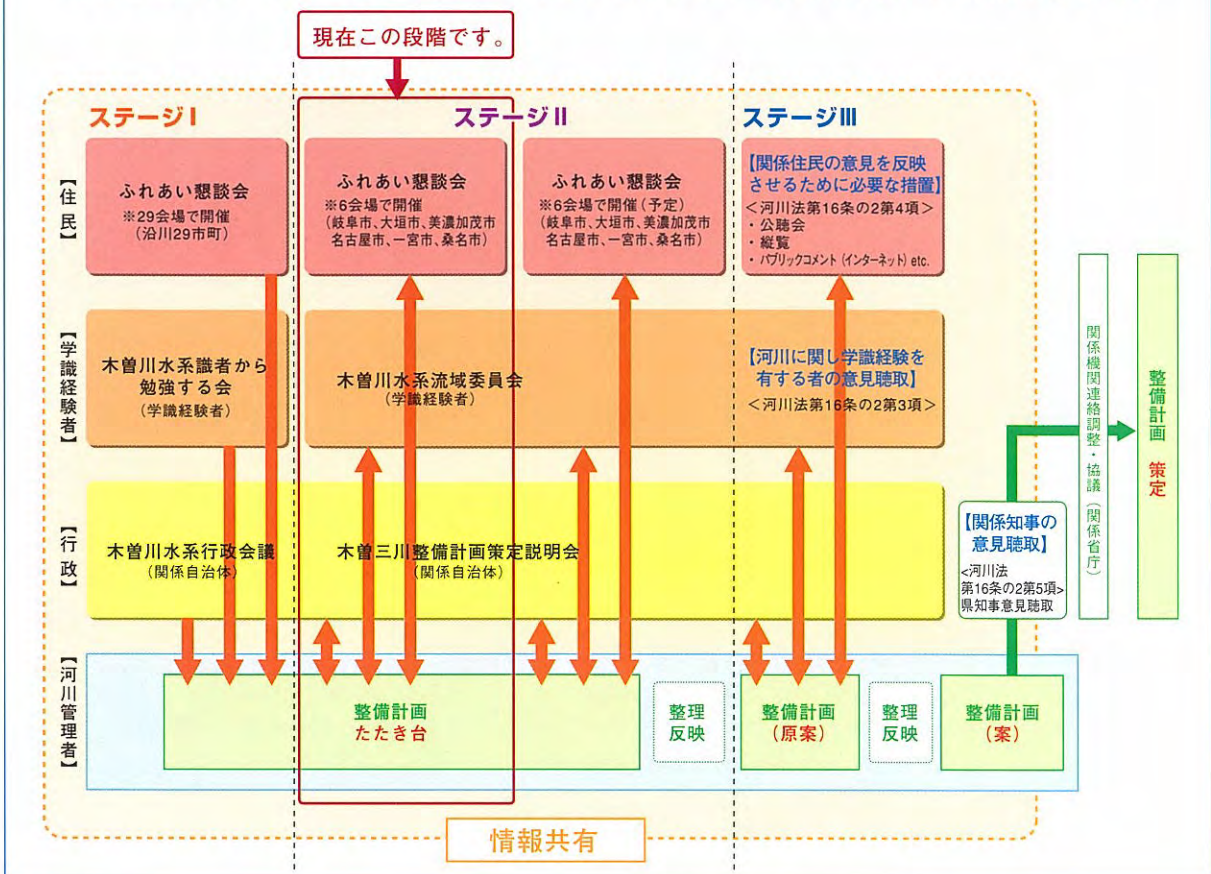 現在この段階です。
ステージⅠ
ステージⅡ
ステージⅢ
【住民】
ふれあい懇談会
※29会場で開催
(沿川29市町)
ふれあい懇談会
※6会場で開催
(岐阜市、大垣市、美濃加茂市
名古屋市、一宮市、桑名市)
ふれあい懇談会
※6会場で開催(予定)
(岐阜市、大垣市、美濃加茂市
名古屋市、一宮市、桑名市)
【関係住民の意見を反映
させるために必要な措置】
<河川法第16条の2第4項>
・公聴会
・縦覧
・パブリックコメント(インターネット)etc.
【学識経験者】
木曽川水系識者から
勉強する会
(学識経験者)
木曽川水系流域委員会
(学識経験者)
【河川に関し学識経験を
有する者の意見聴取】
<河川法第16条の2第3項>
【行政】
木曽川水系行政会議
(関係自治体)
木曽三川整備計画策定説明会
(関係自治体)
【関係知事の
意見聴取】
<河川法
第16条の2第5項>
県知事意見聴取
関係機関連絡調整・協議(関係省庁)
整備計画 策定
【河川管理者】
整備計画
たたき台
整理
反映
整備計画
(原案)
整理
反映
整備計画
(案)
情報共有